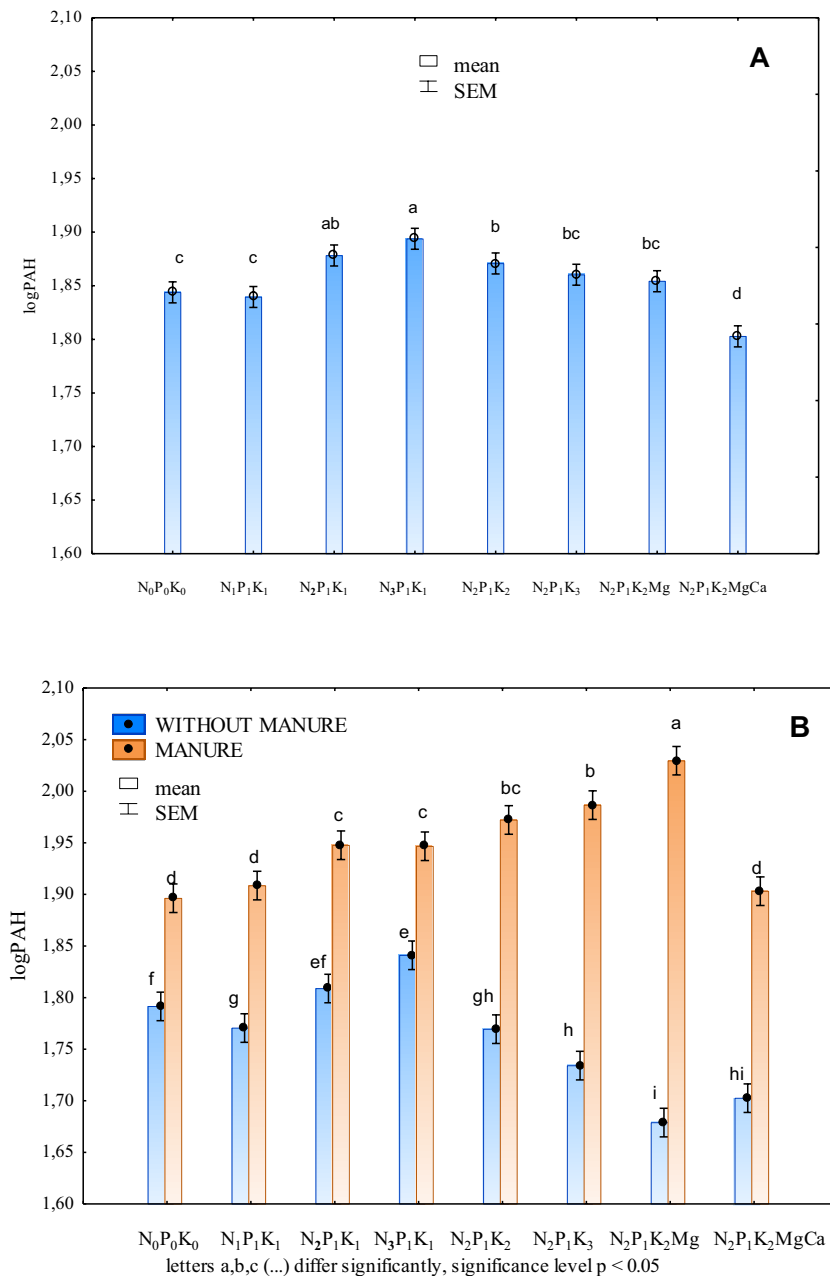 2,10
A
mean
SEM
2,05
2,00
1,95
1,90
1,85
1,80
1,75
1,70
1,65
1,60
logPAH
c
c
ab
a
b
bc
bc
d
N₀P₀K₀ N₁P₁K₁ N₂P₁K₁ N₃P₁K₁ N₂P₁K₂ N₂P₁K₃ N₂P₁K₂Mg N₂P₁K₂MgCa
2,10
B
WITHOUT MANURE
MANURE
mean
SEM
2,05
2,00
1,95
1,90
1,85
1,80
1,75
1,70
1,65
1,60
logPAH
f
d
g
d
ef
c
e
c
gh
bc
h
b
i
a
hi
d
N₀P₀K₀ N₁P₁K₁ N₂P₁K₁ N₃P₁K₁ N₂P₁K₂ N₂P₁K₃ N₂P₁K₂Mg N₂P₁K₂MgCa
letters a,b,c (...) differ significantly, significance level p < 0.05